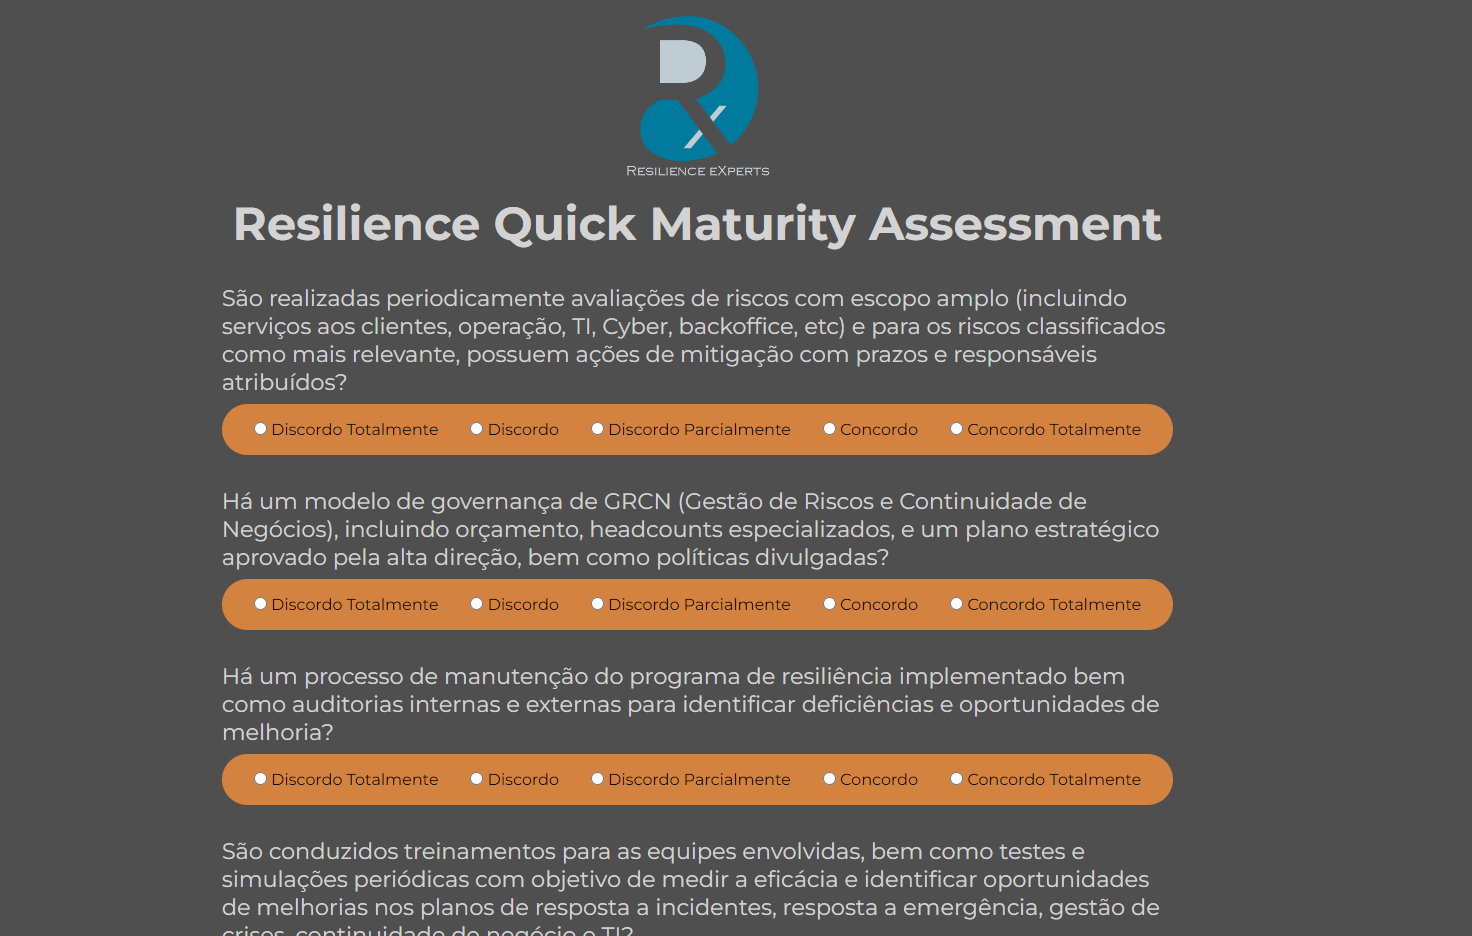 RESILIENCE EXPERTS
Resilience Quick Maturity Assessment
São realizadas periodicamente avaliações de riscos com escopo amplo (incluindo
serviços aos clientes, operação, TI, Cyber, backoffice, etc) e para os riscos classificados
como mais relevante, possuem ações de mitigação com prazos e responsáveis
atribuídos?
Discordo Totalmente Discordo Discordo Parcialmente Concordo Concordo Totalmente
Há um modelo de governança de GRCN (Gestão de Riscos e Continuidade de
Negócios), incluindo orçamento, headcounts especializados, e um plano estratégico
aprovado pela alta direção, bem como políticas divulgadas?
Discordo Totalmente Discordo Discordo Parcialmente Concordo Concordo Totalmente
Há um processo de manutenção do programa de resiliência implementado bem
como auditorias internas e externas para identificar deficiências e oportunidades de
melhoria?
Discordo Totalmente Discordo Discordo Parcialmente Concordo Concordo Totalmente
São conduzidos treinamentos para as equipes envolvidas, bem como testes e
simulações periódicas com objetivo de medir a eficácia e identificar oportunidades
de melhorias nos planos de resposta a incidentes, resposta a emergência, gestão de
crises, continuidade de negócio e TI?